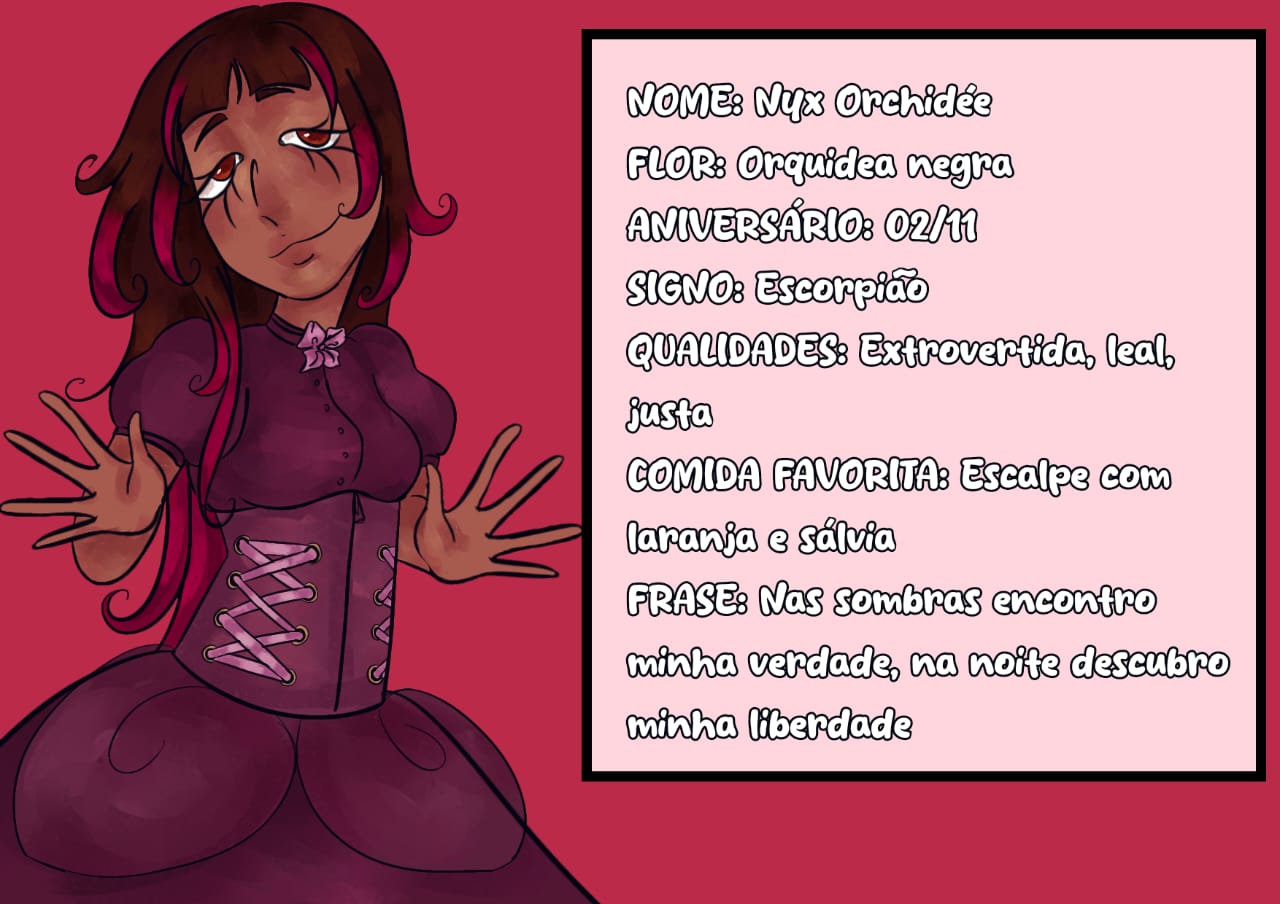 NOME: Nyx Orchidée
FLOR: Orquidea negra
ANIVERSÁRIO: 02/11
SIGNO: Escorpião
QUALIDADES: Extrovertida, leal,
justa
COMIDA FAVORITA: Escalpe com
laranja e sálvia
FRASE: Nas sombras encontro
minha verdade, na noite descubro
minha liberdade